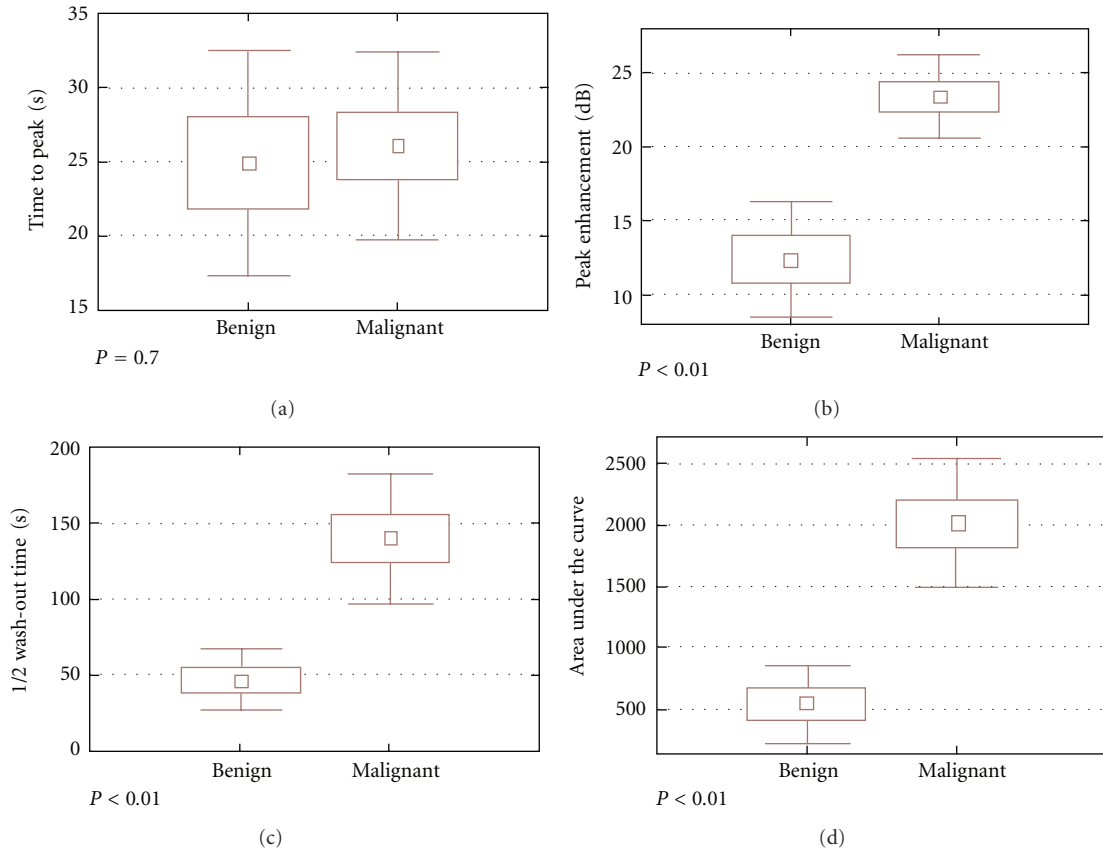 35
30
25
20
15
Time to peak (s)
Benign
Malignant
P = 0.7
(a)
25
20
15
10
Peak enhancement (dB)
Benign
Malignant
P < 0.01
(b)
200
150
100
50
0
1/2 wash-out time (s)
Benign
Malignant
P < 0.01
(c)
2500
2000
1500
1000
500
Area under the curve
Benign
Malignant
P < 0.01
(d)